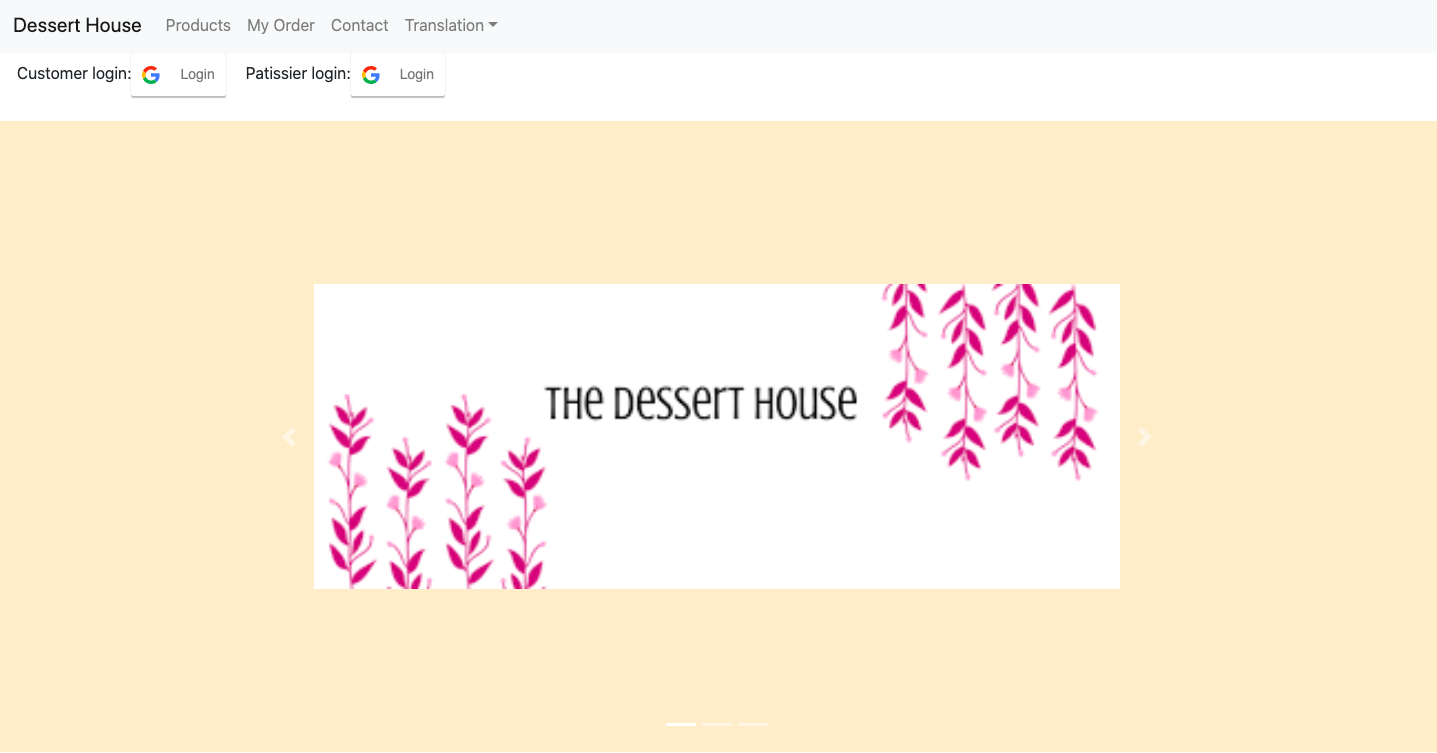 Dessert House Products My Order Contact Translation
Customer login: Login Patissier login: Login
The Dessert House